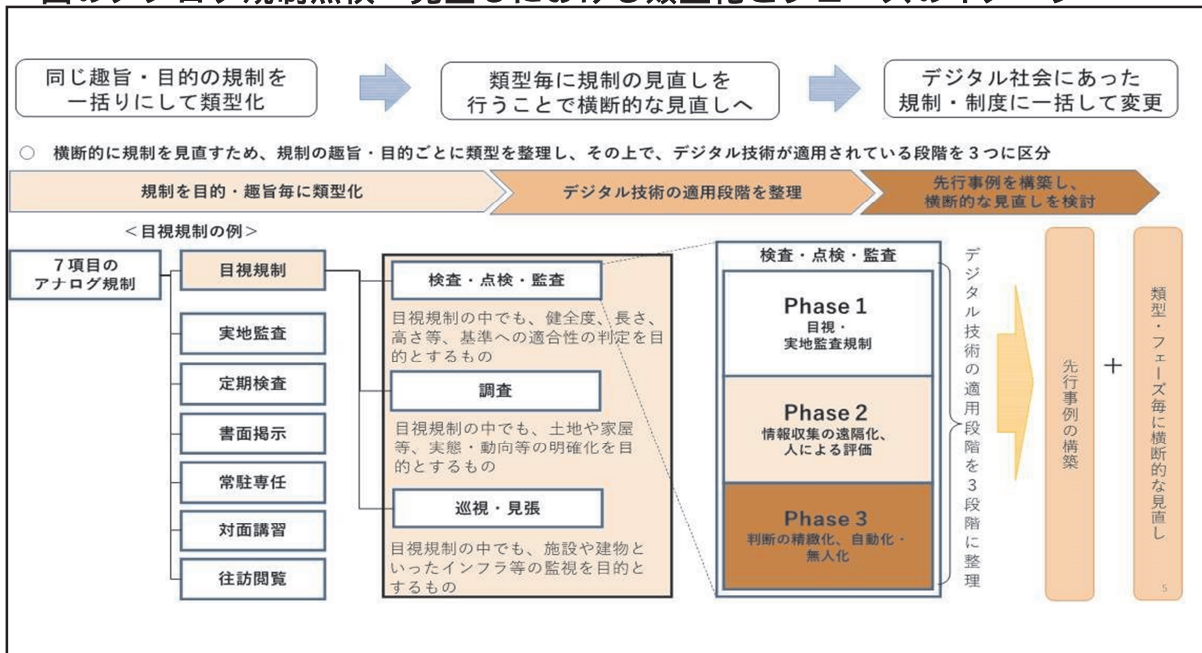 同じ趣旨・目的の規制を
一括りにして類型化
類型毎に規制の見直しを
行うことで横断的な見直しへ
デジタル社会にあった
規制・制度に一括して変更
○ 横断的に規制を見直すため、規制の趣旨・目的ごとに類型を整理し、その上で、デジタル技術が適用されている段階を3つに区分
規制を目的・趣旨毎に類型化
デジタル技術の適用段階を整理
先行事例を構築し、
横断的な見直しを検討
<目視規制の例>
7項目の
アナログ規制
目視規制
実地監査
定期検査
書面掲示
常駐専任
対面講習
往訪閲覧
検査・点検・監査
目視規制の中でも、健全度、長さ、
高さ等、基準への適合性の判定を目
的とするもの
調査
目視規制の中でも、土地や家屋
等、実態・動向等の明確化を目
的とするもの
巡視・見張
目視規制の中でも、施設や建物と
いったインフラ等の監視を目的と
するもの
検査・点検・監査
Phase 1
目視・
実地監査規制
Phase 2
情報収集の遠隔化、
人による評価
Phase 3
判断の精緻化、自動化・
無人化
デジタル技術の適用段階を3段階に整理
先行事例の構築
+
類型・フェーズ毎に横断的な見直し
5